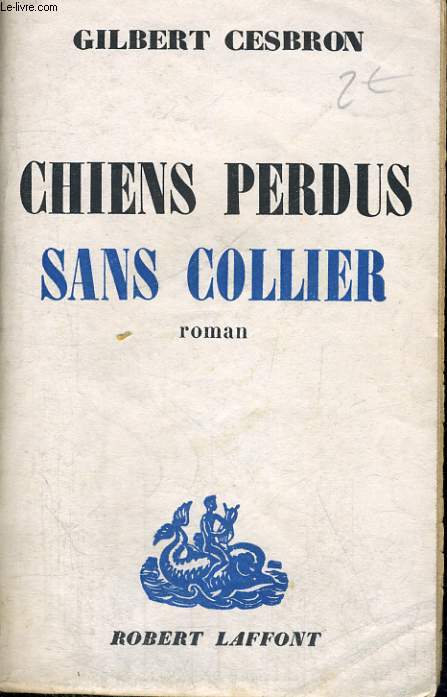 Le-livre.com
GILBERT CESBRON
2€
CHIENS PERDUS
SANS COLLIER
roman
ROBERT LAFFONT